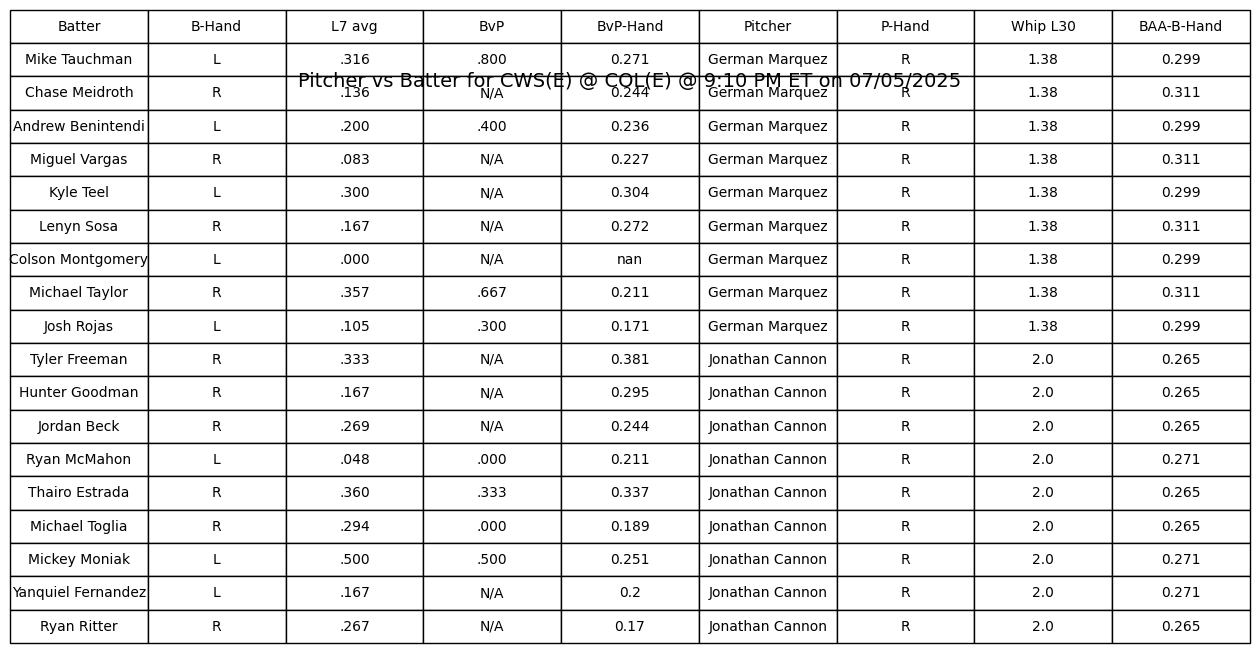 Batter B-Hand L7 avg BvP BvP-Hand Pitcher P-Hand Whip L30 BAA-B-Hand
Mike Tauchman L .316 .800 0.271 German Marquez R 1.38 0.299
Pitcher vs Batter for CWS(E) @ COL(E) @ 9:10 PM ET on 07/05/2025
Chase Meidroth R .136 N/A 0.244 German Marquez R 1.38 0.311
Andrew Benintendi L .200 .400 0.236 German Marquez R 1.38 0.299
Miguel Vargas R .083 N/A 0.227 German Marquez R 1.38 0.311
Kyle Teel L .300 N/A 0.304 German Marquez R 1.38 0.299
Lenyn Sosa R .167 N/A 0.272 German Marquez R 1.38 0.311
Colson Montgomery L .000 N/A nan German Marquez R 1.38 0.299
Michael Taylor R .357 .667 0.211 German Marquez R 1.38 0.311
Josh Rojas L .105 .300 0.171 German Marquez R 1.38 0.299
Tyler Freeman R .333 N/A 0.381 Jonathan Cannon R 2.0 0.265
Hunter Goodman R .167 N/A 0.295 Jonathan Cannon R 2.0 0.265
Jordan Beck R .269 N/A 0.244 Jonathan Cannon R 2.0 0.265
Ryan McMahon L .048 .000 0.211 Jonathan Cannon R 2.0 0.271
Thairo Estrada R .360 .333 0.337 Jonathan Cannon R 2.0 0.265
Michael Toglia R .294 .000 0.189 Jonathan Cannon R 2.0 0.265
Mickey Moniak L .500 .500 0.251 Jonathan Cannon R 2.0 0.271
Yanquiel Fernandez L .167 N/A 0.2 Jonathan Cannon R 2.0 0.271
Ryan Ritter R .267 N/A 0.17 Jonathan Cannon R 2.0 0.265